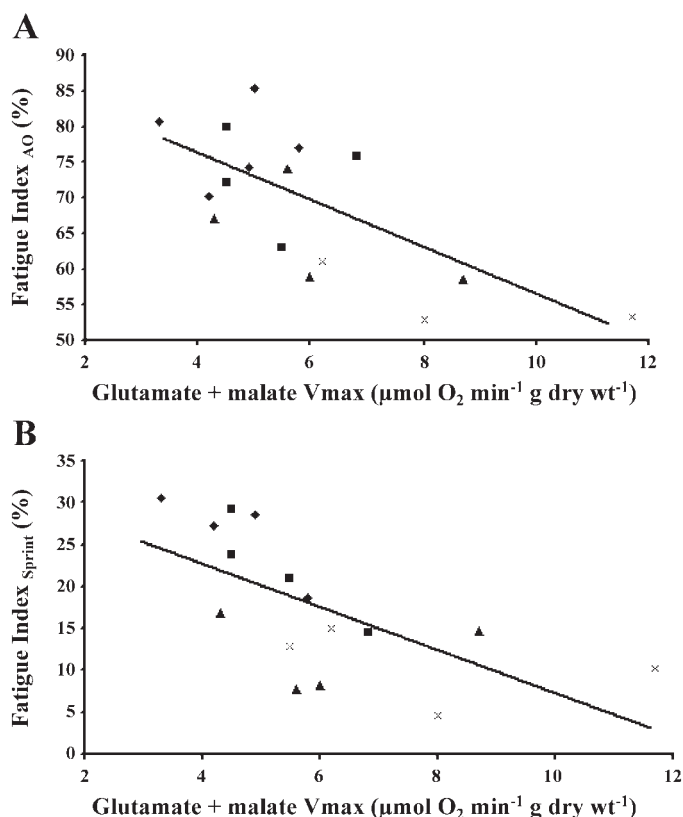 A
90
85
80
75
70
65
60
55
50
Fatigue Index AO (%)
2 4 6 8 10 12
Glutamate + malate Vmax (µmol O2 min-1 g dry wt-1)
B
35
30
25
20
15
10
5
0
Fatigue Index Sprint (%)
2 4 6 8 10 12
Glutamate + malate Vmax (µmol O2 min-1 g dry wt-1)